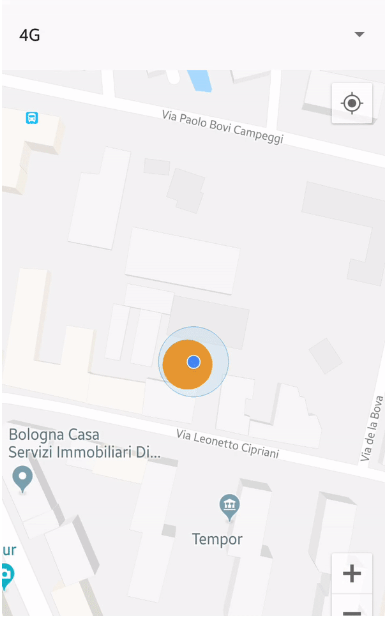 4G
Via Paolo Bovi Campeggi
Via de la Bova
Bologna Casa
Servizi Immobiliari Di...
Via Leonetto Cipriani
Tempor
ur